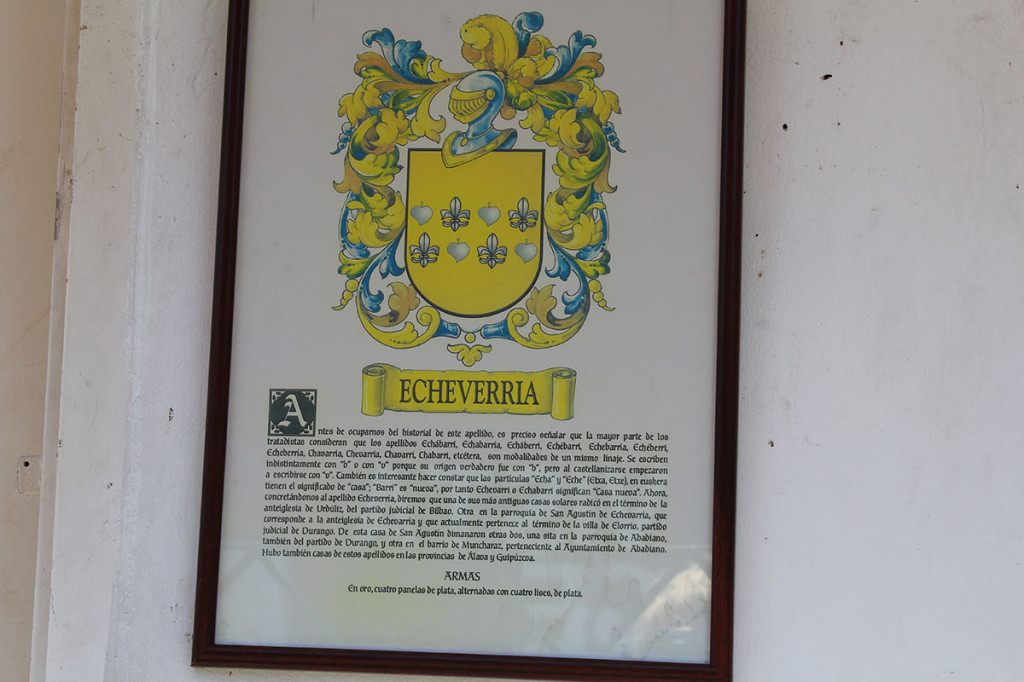 ECHEVERRIA
Antes de ocuparnos del historial de este apellido, es preciso señalar que la mayor parte de los
tratadistas consideran que los apellidos Echábarri, Echabarria, Echáberri, Echébarri, Echebarria, Echéberri,
Echeberria, Chavarria, Chevarria, Chavarri, Chabarri, etcétera, son modalidades de un mismo linaje. Se escriben
indistintamente con "b" o con "v" porque su origen verdadero fue con "b", pero al castellanizarse empezaron
a escribirse con "v". También es interesante hacer constar que las partículas "Echa" y "Eche" (Etxa, Etxe), en euskera
tienen el significado de "casa"; "Barri" es "nueva", por tanto Echevarri o Echabarri significan "Casa nueva". Ahora,
concretándonos al apellido Echeverria, diremos que una de sus más antiguas casas solares radicó en el término de la
anteiglesia de Urdúliz, del partido judicial de Bilbao. Otra en la parroquia de San Agustin de Echevarria, que
corresponde a la anteiglesia de Echevarria y que actualmente pertenece al término de la villa de Elorrio, partido
judicial de Durango. De esta casa de San Agustin dimanaron otras dos, una sita en la parroquia de Abadiano,
también del partido de Durango, y otra en el barrio de Muncharaz, perteneciente al Ayuntamiento de Abadiano.
Hubo también casas de estos apellidos en las provincias de Álava y Guipúzcoa.
ARMAS
En oro, cuatro panelas de plata, alternadas con cuatro lises, de plata.